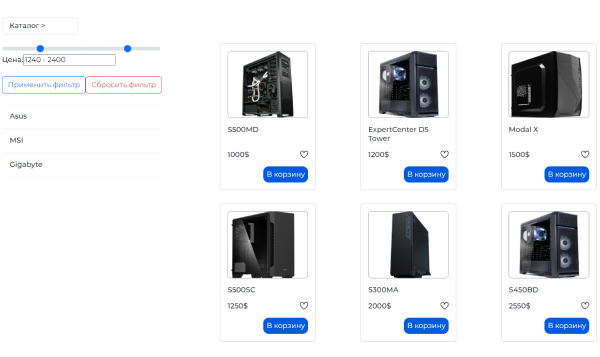 Каталог >
Цена: 1240 - 2400
Применить фильтр Сбросить фильтр
Asus
MSI
Gigabyte
S500MD
1000$
В корзину
ExpertCenter D5
Tower
1200$
В корзину
Modal X
1500$
В корзину
S500SC
1250$
В корзину
S300MA
2000$
В корзину
S450BD
2550$
В корзину